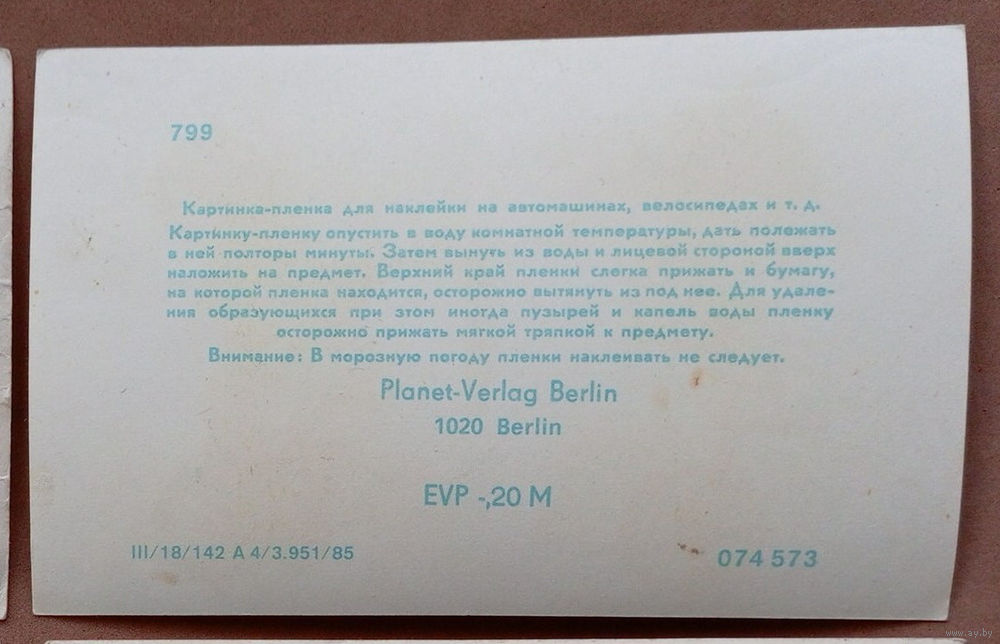 799
Картинка-пленка для наклейки на автомашинах, велосипедах и т. д.
Картинку-пленку опустить в воду комнатной температуры, дать полежать
в ней полторы минуты. Затем вынуть из воды и лицевой стороной вверх
наложить на предмет. Верхний край пленки слегка прижать и бумагу,
на которой пленка находится, осторожно вытянуть из под нее. Для удале-
ния образующихся при этом иногда пузырей и капель воды пленку
осторожно прижать мягкой тряпкой к предмету.
Внимание: В морозную погоду пленки наклеивать не следует.
Planet-Verlag Berlin
1020 Berlin
EVP -,20 M
III/18/142 A 4/3.951/85
074 573
www.ay.by